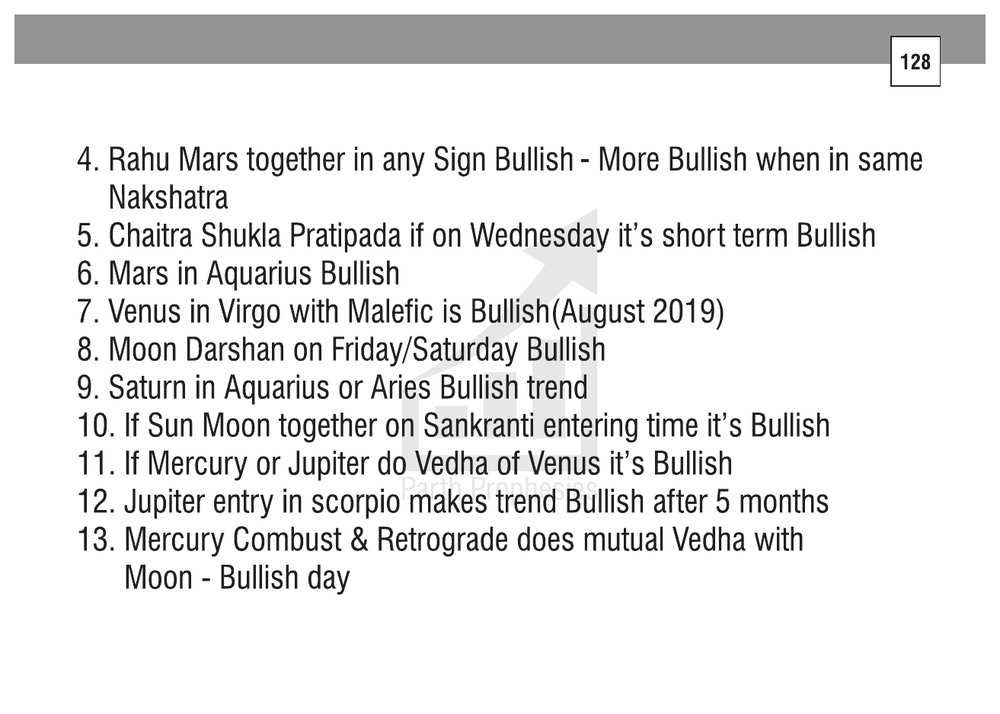 128
4. Rahu Mars together in any Sign Bullish - More Bullish when in same
Nakshatra
5. Chaitra Shukla Pratipada if on Wednesday it's short term Bullish
6. Mars in Aquarius Bullish
7. Venus in Virgo with Malefic is Bullish(August 2019)
8. Moon Darshan on Friday/Saturday Bullish
9. Saturn in Aquarius or Aries Bullish trend
10. If Sun Moon together on Sankranti entering time it's Bullish
11. If Mercury or Jupiter do Vedha of Venus it's Bullish
Parth Prophesies
12. Jupiter entry in scorpio makes trend Bullish after 5 months
13. Mercury Combust & Retrograde does mutual Vedha with
Moon - Bullish day